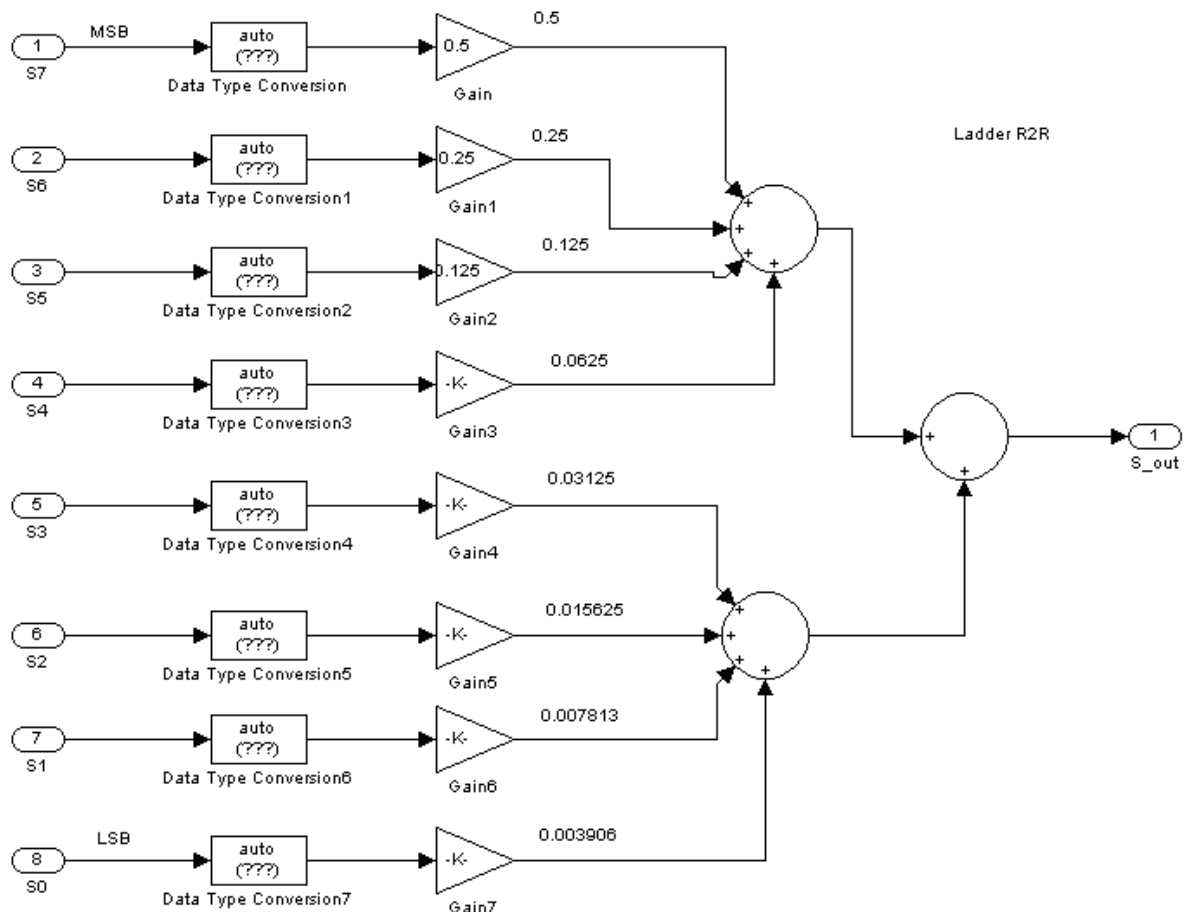 0.5
MSB
1
auto
(???)
0.5
S7
Data Type Conversion
Gain
0.25
Ladder R2R
2
auto
(???)
0.25
S6
Data Type Conversion1
Gain1
+
+
+
+
0.125
3
auto
(???)
0.125
S5
Data Type Conversion2
Gain2
0.0625
4
auto
(???)
-K-
S4
Data Type Conversion3
Gain3
+
+
1
S_out
0.03125
5
auto
(???)
-K-
S3
Data Type Conversion4
Gain4
0.015625
+
+
+
+
6
auto
(???)
-K-
S2
Data Type Conversion5
Gain5
0.007813
7
auto
(???)
-K-
S1
Data Type Conversion6
Gain6
LSB
0.003906
8
auto
(???)
-K-
S0
Data Type Conversion7
Gain7